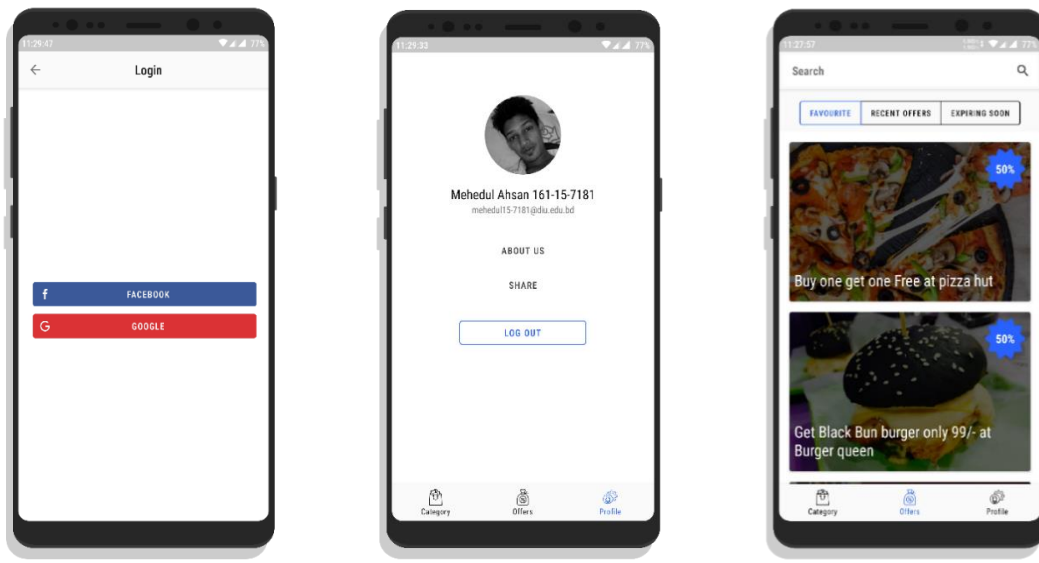 11:29:47
77%
Login
FACEBOOK
GOOGLE
11:29:33
77%
Mehedul Ahsan 161-15-7181
mehedul15-7181@diu.edu.bd
ABOUT US
SHARE
LOG OUT
Category
Offers
Profile
11:27:57
77%
Search
FAVOURITE
RECENT OFFERS
EXPIRING SOON
50%
Buy one get one Free at pizza hut
50%
Get Black Bun burger only 99/- at
Burger queen
Category
Offers
Profile